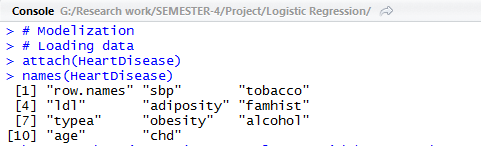 Console G:/Research work/SEMESTER-4/Project/Logistic Regression/
> # Modelization
> # Loading data
> attach(HeartDisease)
> names(HeartDisease)
[1] "row.names" "sbp" "tobacco"
[4] "ldl" "adiposity" "famhist"
[7] "typea" "obesity" "alcohol"
[10] "age" "chd"